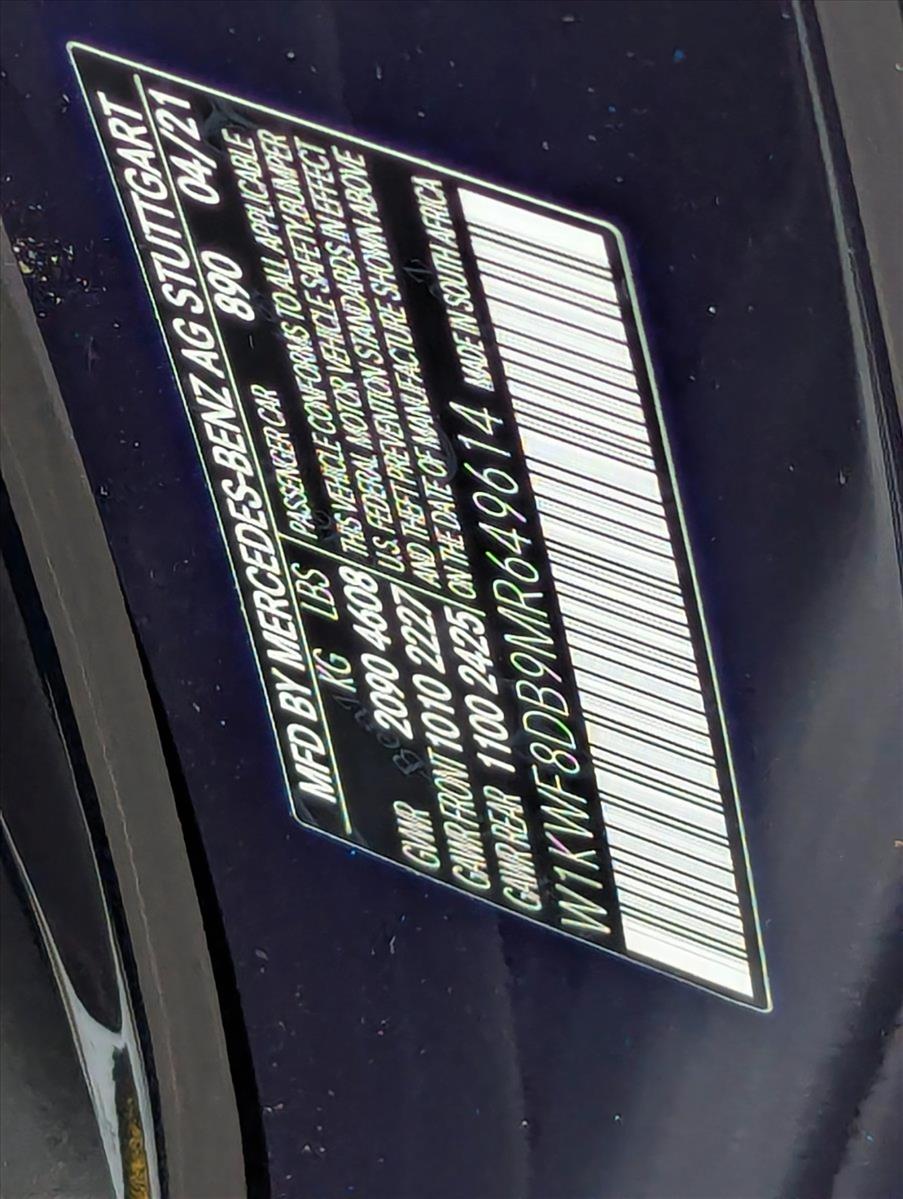 MFD BY MERCEDES-BENZ AG STUTTGART
890 04/21
KG LBS
GVWR 2090 4608
GAWR FRONT 1010 2227
GAWR REAR 1100 2425
PASSENGER CAR
THIS VEHICLE CONFORMS TO ALL APPLICABLE
FEDERAL MOTOR VEHICLE SAFETY, BUMPER
AND THEFT PREVENTION STANDARDS IN EFFECT
ON THE DATE OF MANUFACTURE SHOWN ABOVE
W1KWF8DB9MR649614 MADE IN SOUTH AFRICA